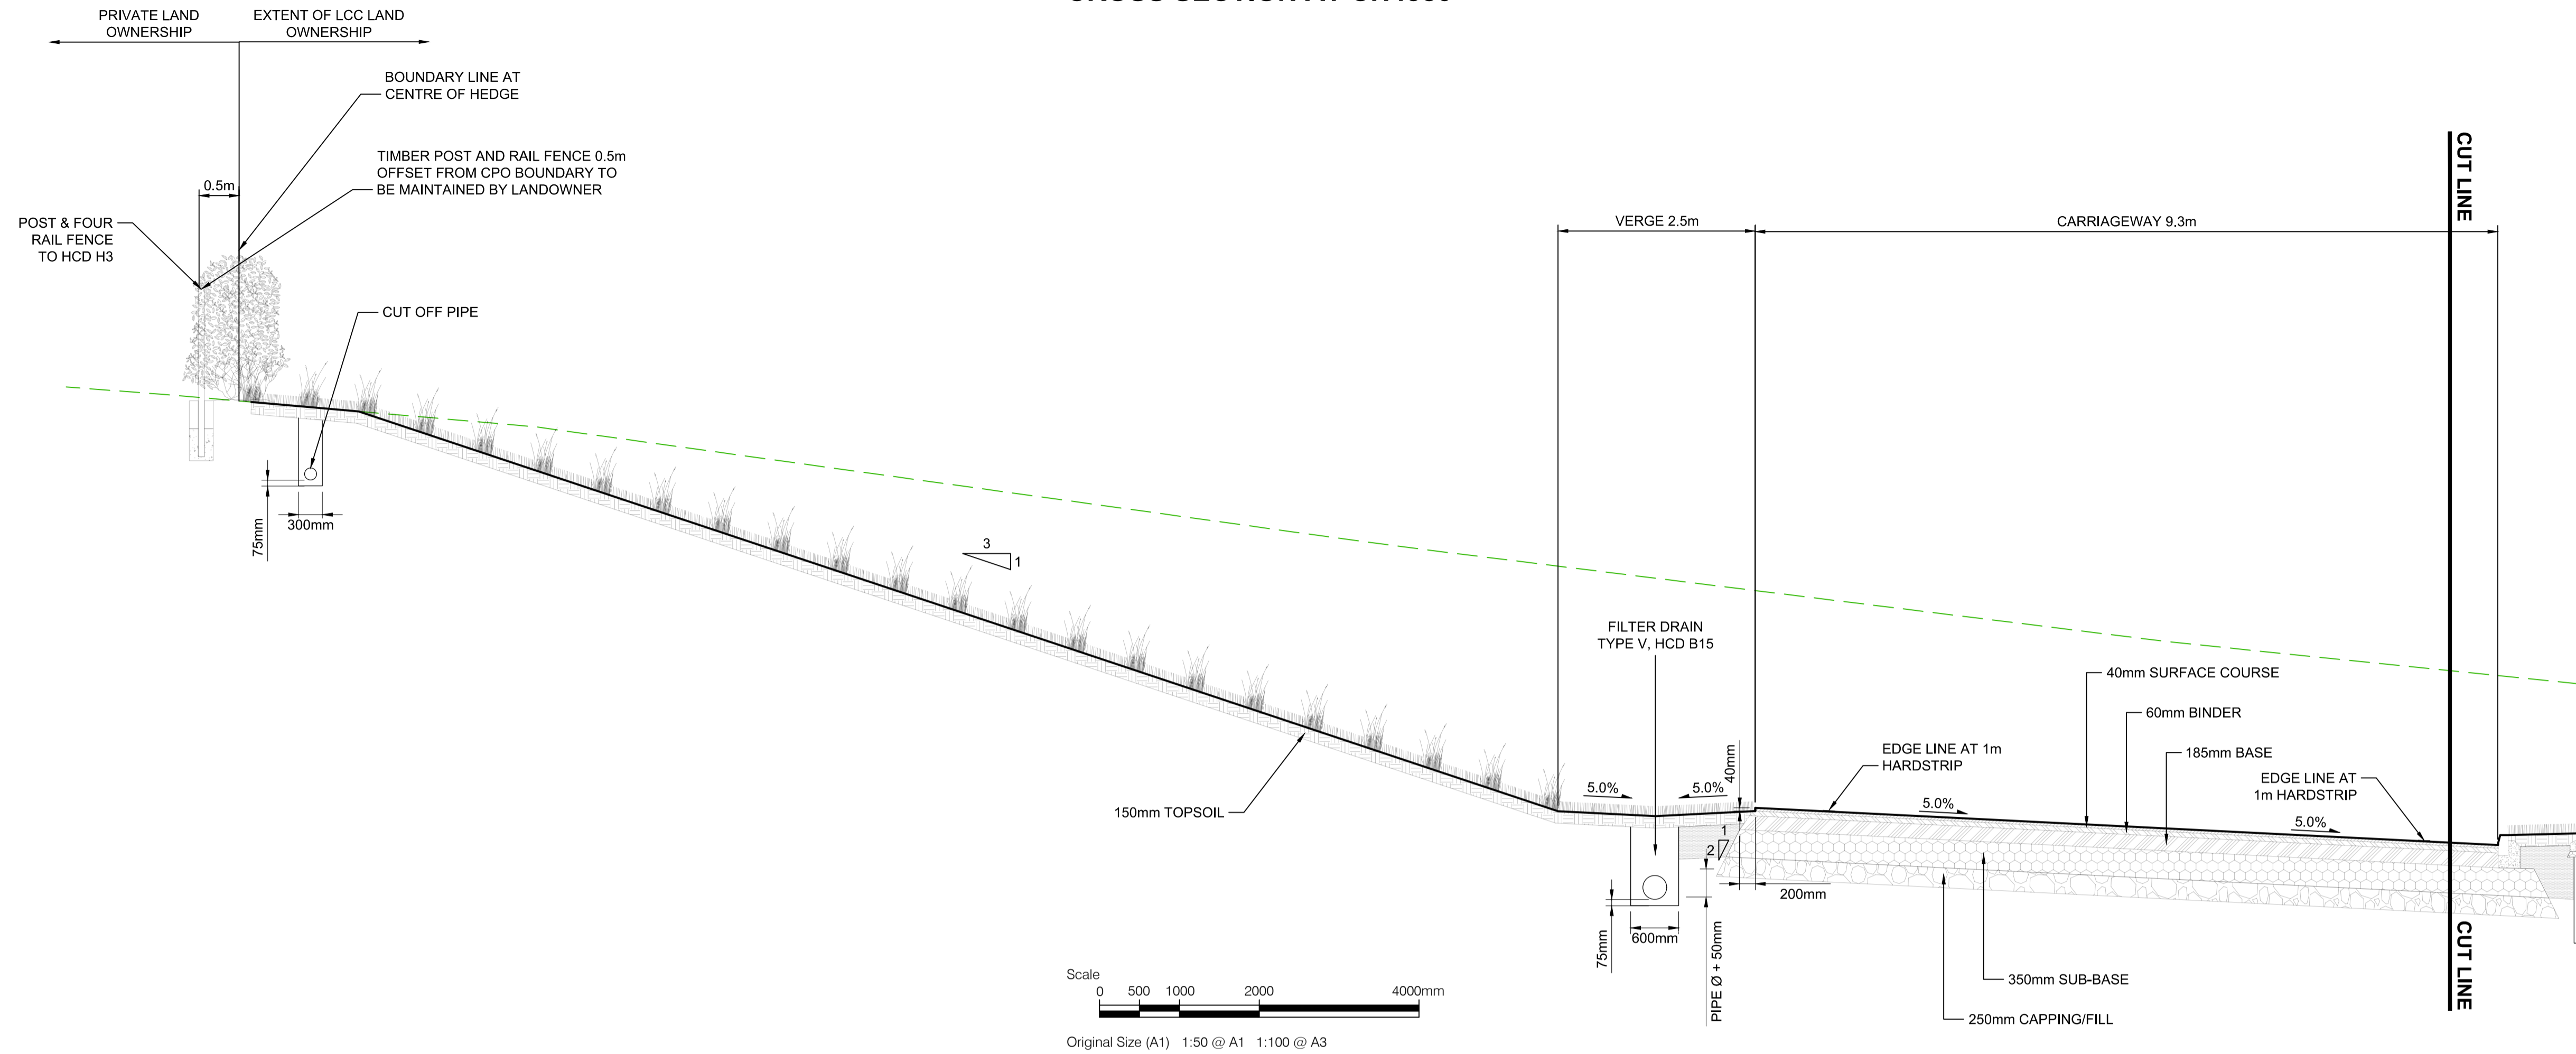 PRIVATE LAND
OWNERSHIP
EXTENT OF LCC LAND
OWNERSHIP
BOUNDARY LINE AT
CENTRE OF HEDGE
TIMBER POST AND RAIL FENCE 0.5m
OFFSET FROM CPO BOUNDARY TO
BE MAINTAINED BY LANDOWNER
0.5m
POST & FOUR
RAIL FENCE
TO HCD H3
CUT OFF PIPE
75mm
300mm
3
1
150mm TOPSOIL
VERGE 2.5m
CARRIAGEWAY 9.3m
CUT LINE
FILTER DRAIN
TYPE V, HCD B15
5.0%
5.0%
40mm
1
2
200mm
75mm
600mm
PIPE Ø + 50mm
EDGE LINE AT 1m
HARDSTRIP
5.0%
40mm SURFACE COURSE
60mm BINDER
185mm BASE
EDGE LINE AT
1m HARDSTRIP
5.0%
350mm SUB-BASE
250mm CAPPING/FILL
CUT LINE
Scale
0 500 1000 2000 4000mm
Original Size (A1) 1:50 @ A1 1:100 @ A3